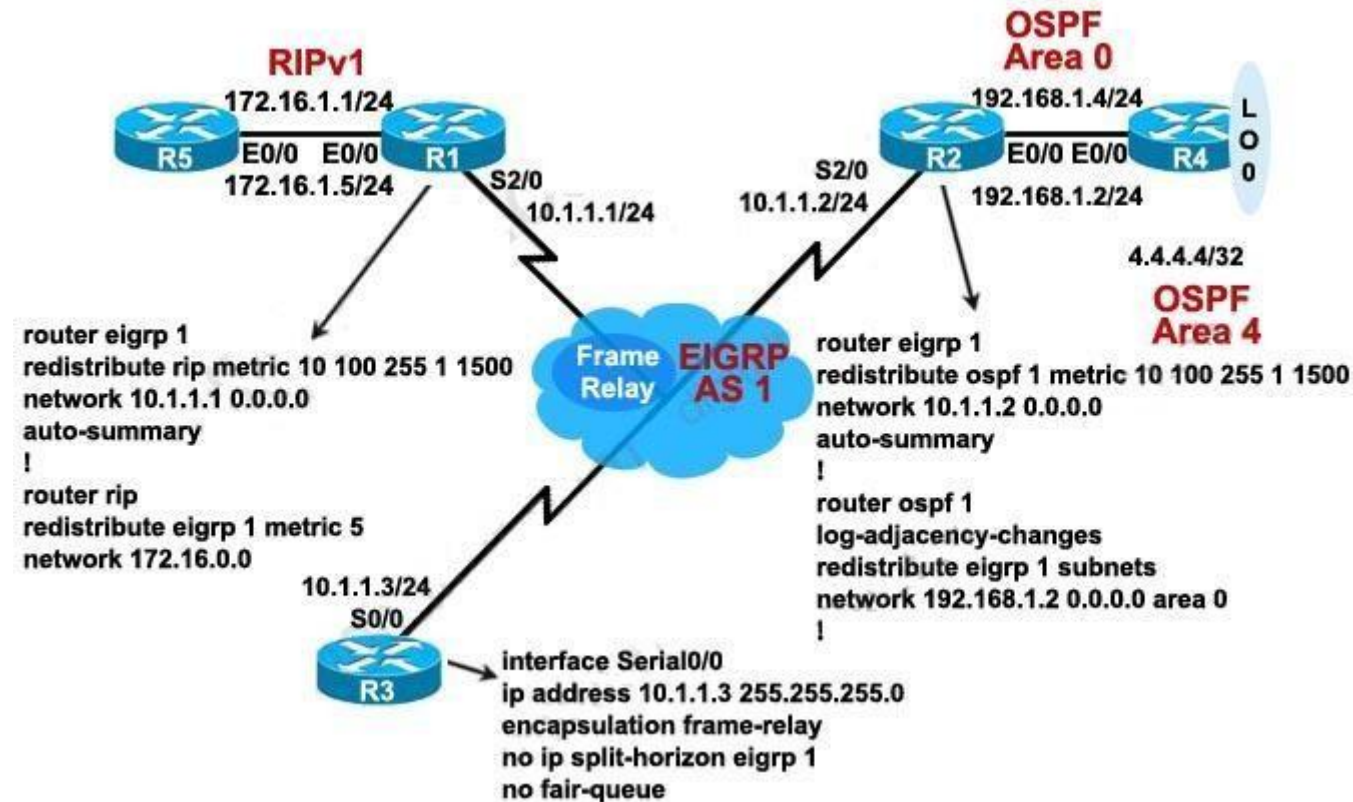 RIPv1
172.16.1.1/24
R5
E0/0 E0/0
R1
172.16.1.5/24
S2/0
10.1.1.1/24
OSPF
Area 0
192.168.1.4/24
R2
E0/0 E0/0
R4
L
O
0
S2/0
10.1.1.2/24
192.168.1.2/24
4.4.4.4/32
OSPF
Area 4
router eigrp 1
redistribute rip metric 10 100 255 1 1500
network 10.1.1.1 0.0.0.0
auto-summary
!
router rip
redistribute eigrp 1 metric 5
network 172.16.0.0
Frame
Relay
EIGRP
AS 1
router eigrp 1
redistribute ospf 1 metric 10 100 255 1 1500
network 10.1.1.2 0.0.0.0
auto-summary
!
router ospf 1
log-adjacency-changes
redistribute eigrp 1 subnets
network 192.168.1.2 0.0.0.0 area 0
!
10.1.1.3/24
S0/0
R3
interface Serial0/0
ip address 10.1.1.3 255.255.255.0
encapsulation frame-relay
no ip split-horizon eigrp 1
no fair-queue